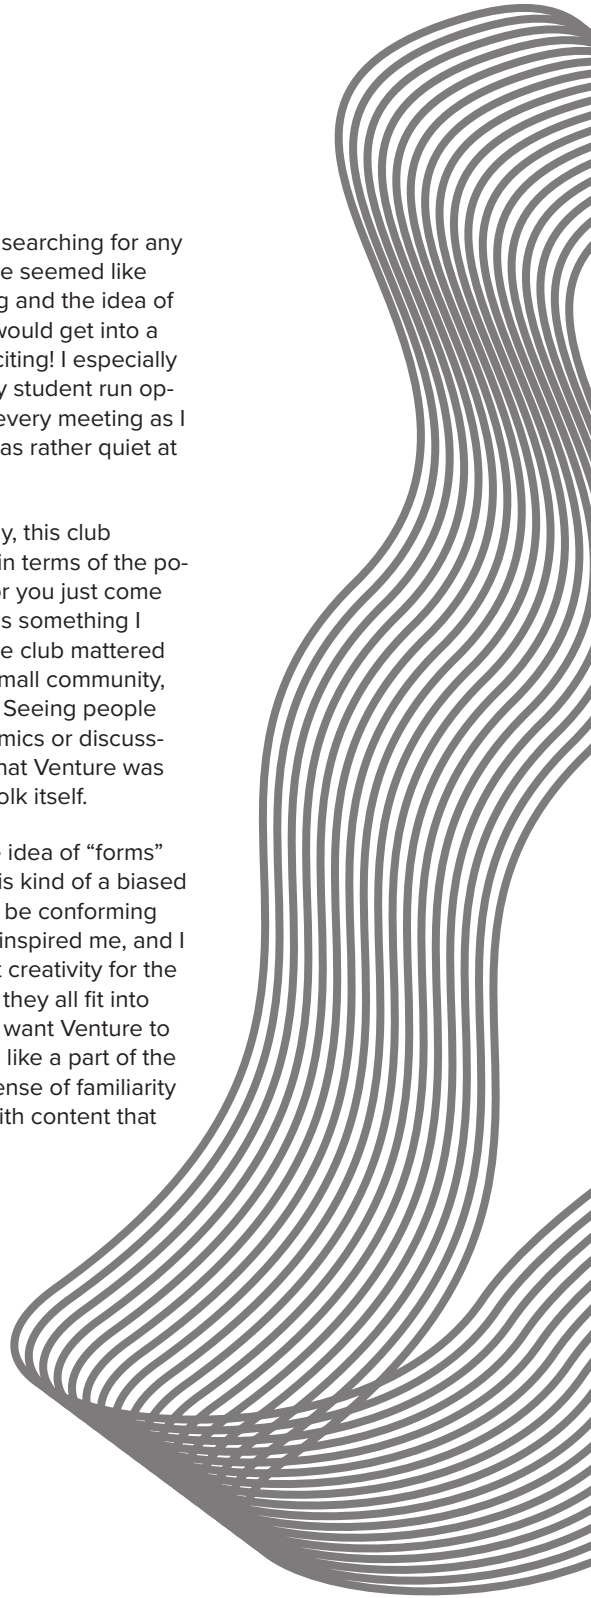 searching for any
e seemed like
g and the idea of
would get into a
citing! I especially
y student run op-
every meeting as I
as rather quiet at
y, this club
in terms of the po-
or you just come
s something I
e club mattered
mall community,
Seeing people
mics or discuss-
hat Venture was
olk itself.
e idea of “forms”
is kind of a biased
be conforming
inspired me, and I
t creativity for the
they all fit into
want Venture to
like a part of the
ense of familiarity
ith content that